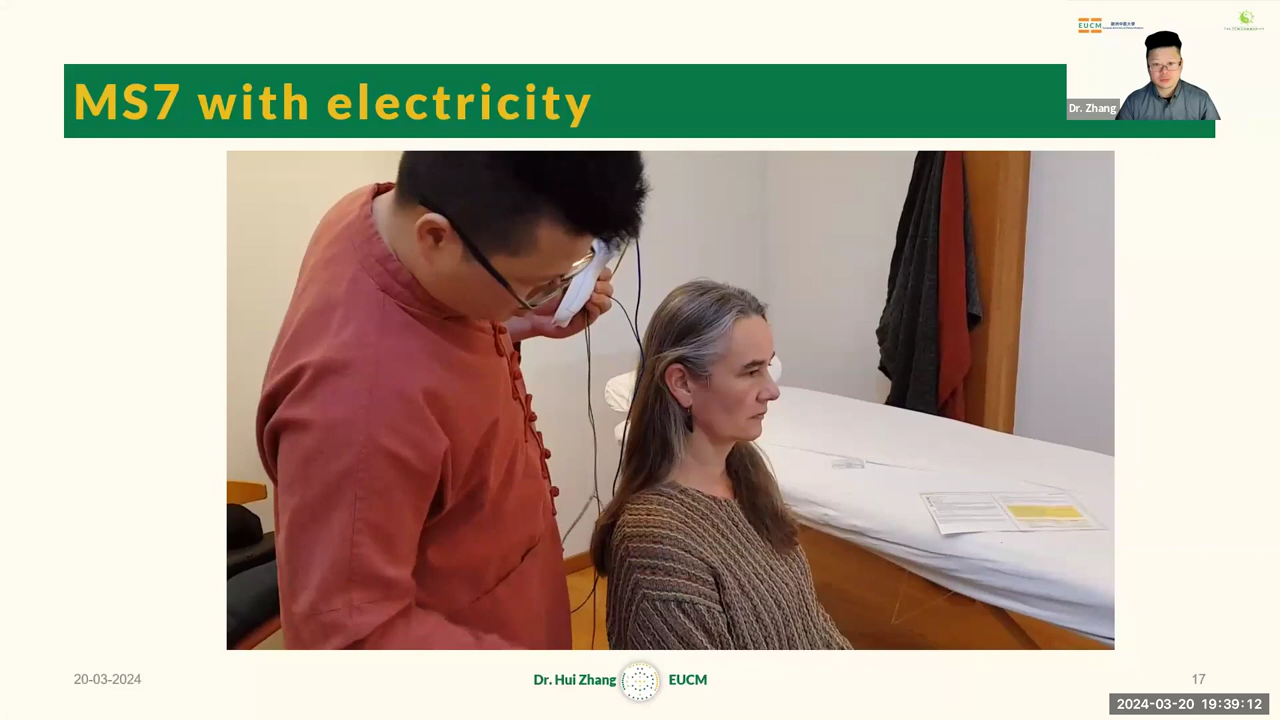 EUCM
MS7 with electricity
Dr. Zhang
20-03-2024
Dr. Hui Zhang
EUCM
17
2024-03-20 19:39:12